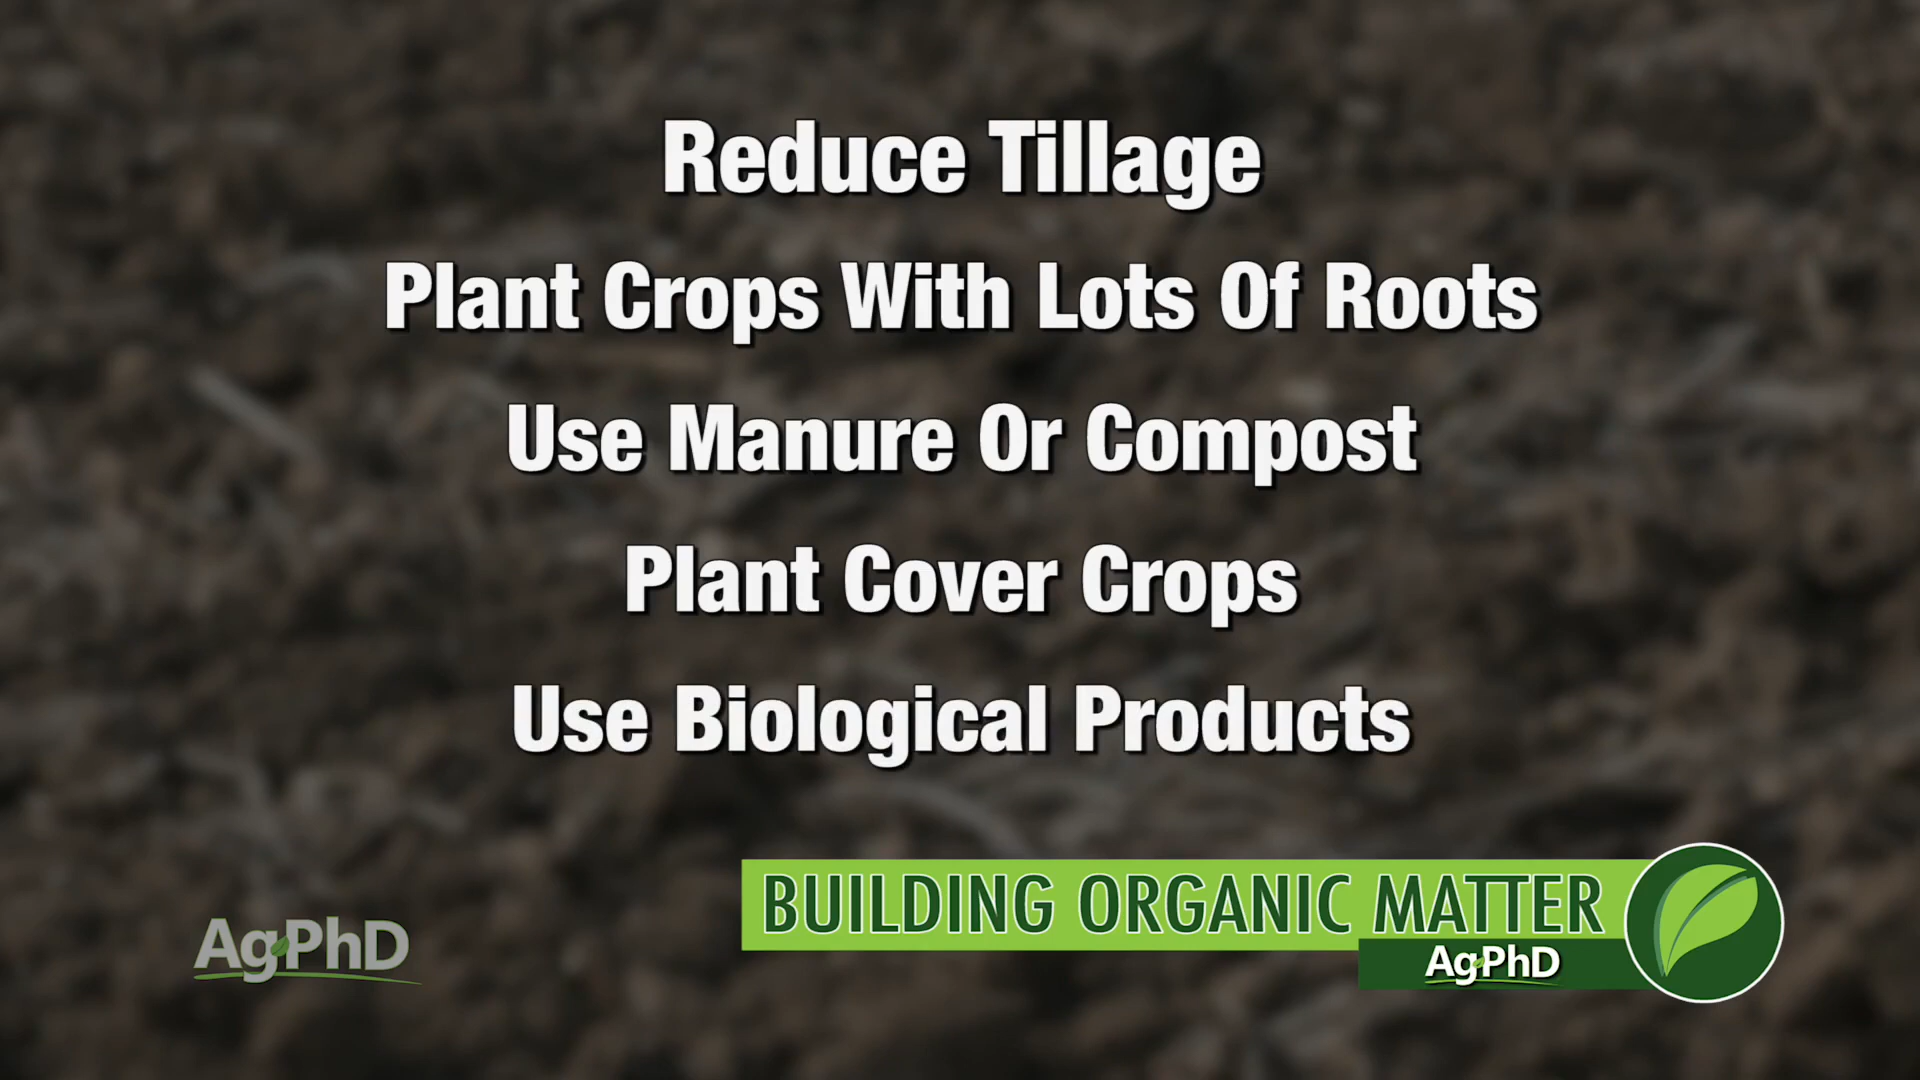 Reduce Tillage
Plant Crops With Lots Of Roots
Use Manure Or Compost
Plant Cover Crops
Use Biological Products
BUILDING ORGANIC MATTER
AgPhD
AgPhD